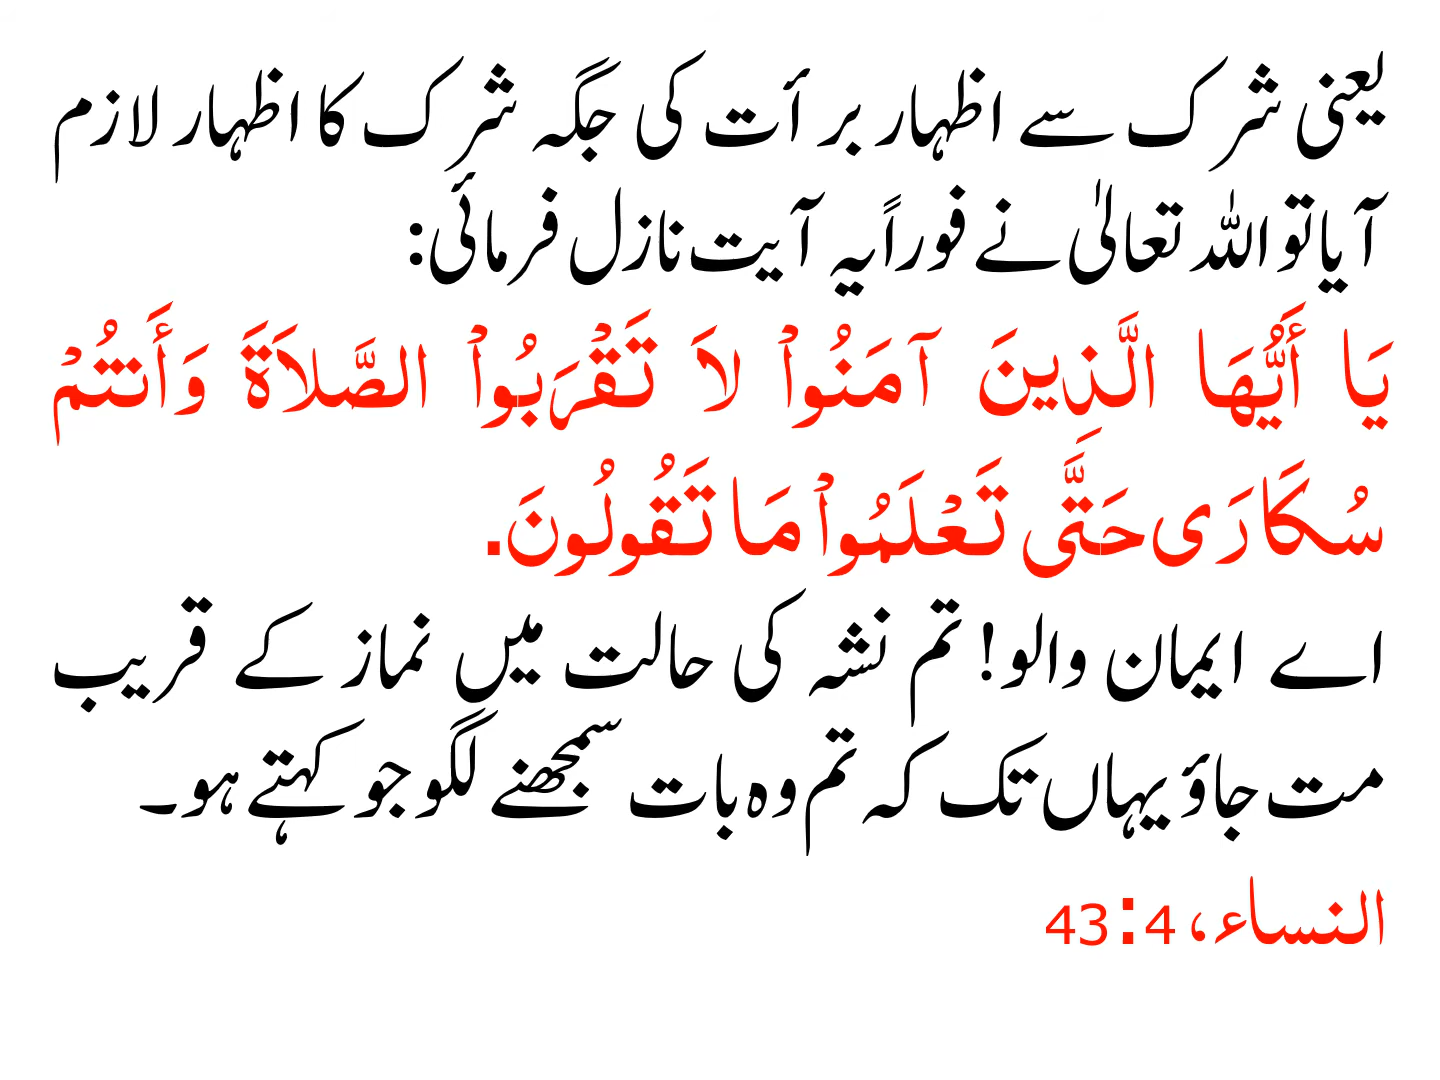 یعنی شرک سے اظہار برأت کی جگہ شرک کا اظہار لازم
آیا تو اللہ تعالیٰ نے فوراً یہ آیت نازل فرمائی:
يَا أَيُّهَا الَّذِينَ آمَنُواْ لاَ تَقْرَبُواْ الصَّلاَةَ وَأَنتُمْ
سُكَارَى حَتَّىَ تَعْلَمُواْ مَا تَقُولُونَ.
اے ایمان والو! تم نشہ کی حالت میں نماز کے قریب
مت جاؤ یہاں تک کہ تم وہ بات سمجھنے لگو جو کہتے ہو۔
النساء، 4:43